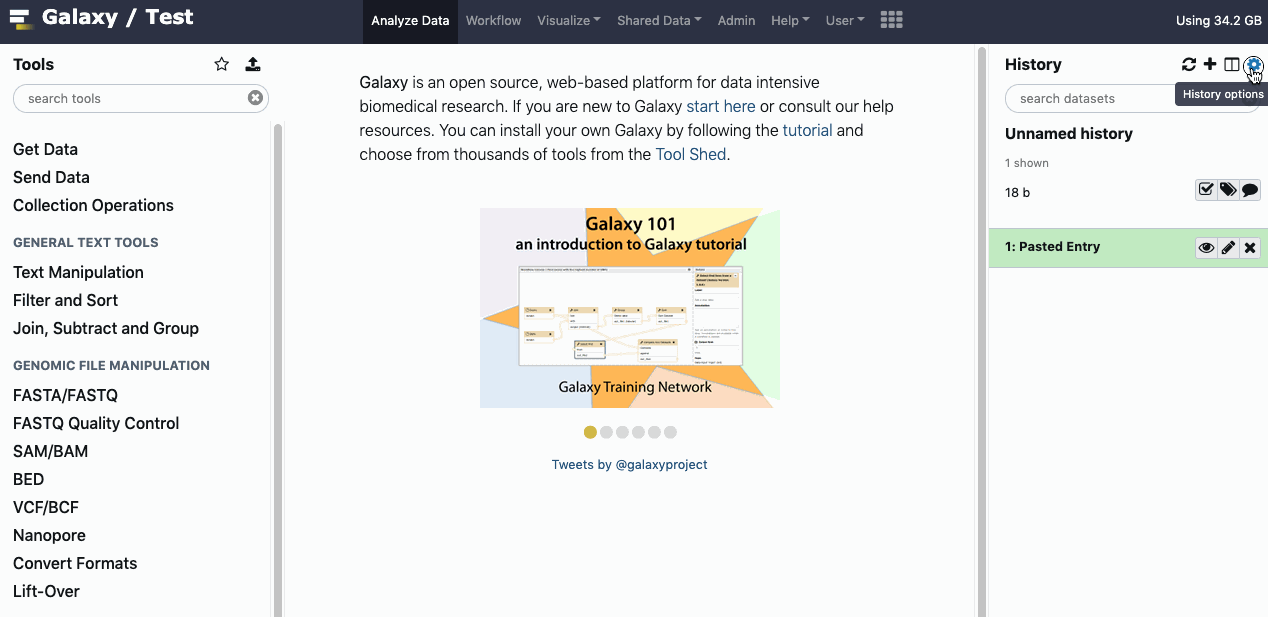 Galaxy / Test
Analyze Data
Workflow
Visualize
Shared Data
Admin
Help
User
Using 34.2 GB
Tools
search tools
Get Data
Send Data
Collection Operations
GENERAL TEXT TOOLS
Text Manipulation
Filter and Sort
Join, Subtract and Group
GENOMIC FILE MANIPULATION
FASTA/FASTQ
FASTQ Quality Control
SAM/BAM
BED
VCF/BCF
Nanopore
Convert Formats
Lift-Over
Galaxy is an open source, web-based platform for data intensive
biomedical research. If you are new to Galaxy start here or consult our help
resources. You can install your own Galaxy by following the tutorial and
choose from thousands of tools from the Tool Shed.
Galaxy 101
an introduction to Galaxy tutorial
Galaxy Training Network
Tweets by @galaxyproject
History
History options
search datasets
Unnamed history
1 shown
18 b
1: Pasted Entry